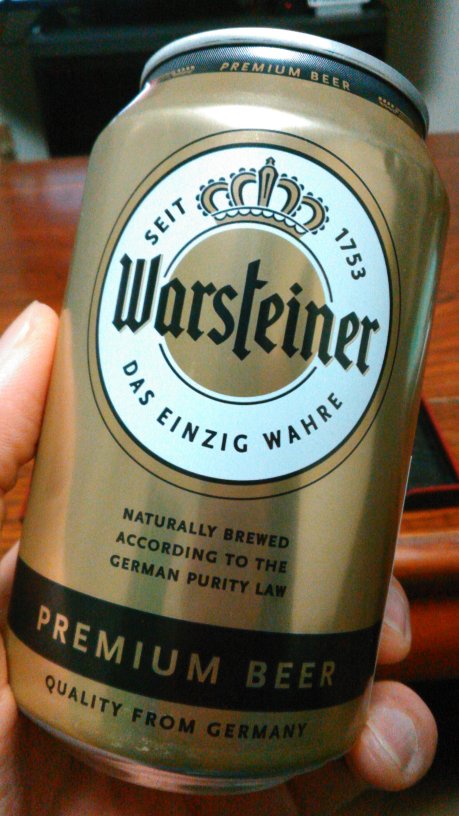 PREMIUM BEER
SEIT 1753
Warsteiner
DAS EINZIG WAHRE
NATURALLY BREWED
ACCORDING TO THE
GERMAN PURITY LAW
PREMIUM BEER
QUALITY FROM GERMANY